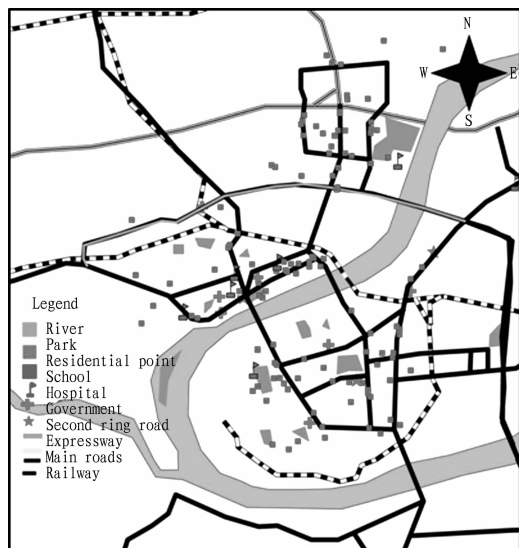 N
W E
S
Legend
River
Park
Residential point
School
Hospital
Government
Second ring road
Expressway
Main roads
Railway